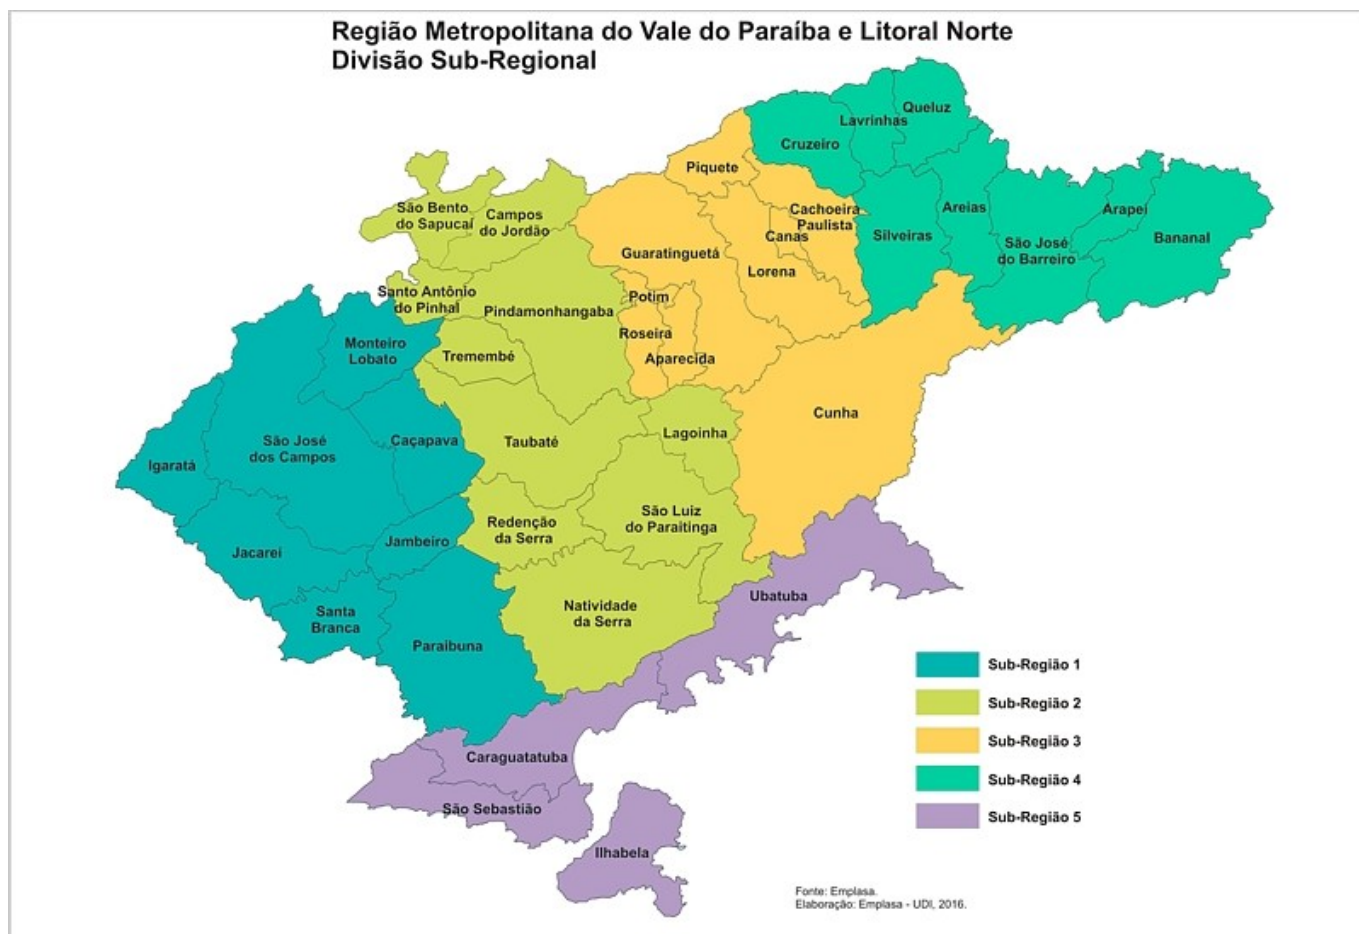 Região Metropolitana do Vale do Paraíba e Litoral Norte
Divisão Sub-Regional
Queluz
Lavrinhas
Cruzeiro
Piquete
São Bento
do Sapucaí
Campos
do Jordão
Cachoeira
Paulista
Canas
Silveiras
Areias
Arapeí
Bananal
São José
do Barreiro
Guaratinguetá
Lorena
Santo Antônio
do Pinhal
Pindamonhangaba
Potim
Roseira
Aparecida
Monteiro
Lobato
Tremembé
Cunha
São José
dos Campos
Caçapava
Taubaté
Lagoinha
Igaratá
São Luiz
do Paraitinga
Redenção
da Serra
Jambeiro
Jacareí
Ubatuba
Santa
Branca
Natividade
da Serra
Paraibuna
Caraguatatuba
São Sebastião
Ilhabela
Sub-Região 1
Sub-Região 2
Sub-Região 3
Sub-Região 4
Sub-Região 5
Fonte: Emplasa.
Elaboração: Emplasa - UDI, 2016.